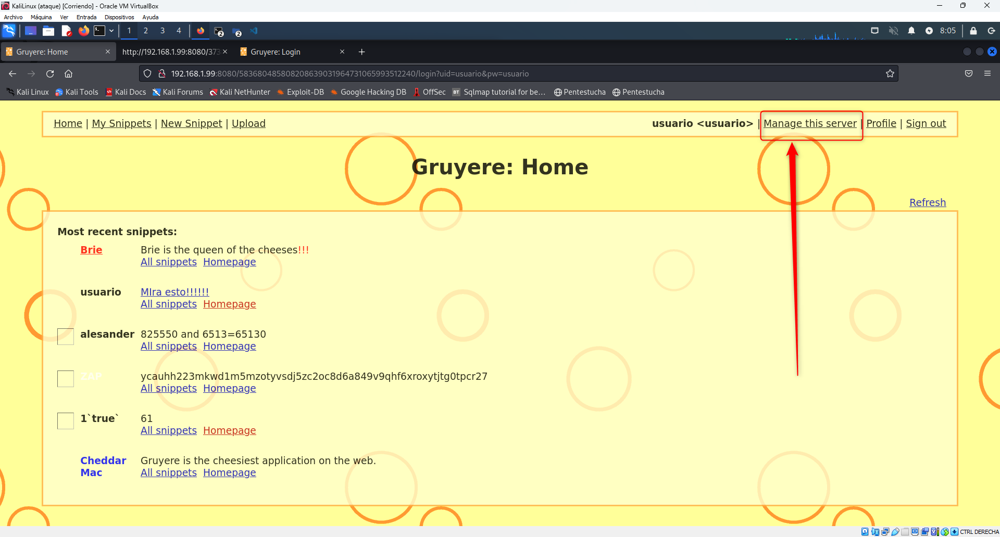 KaliLinux (ataque) [Corriendo] - Oracle VM VirtualBox
Archivo Máquina Ver Entrada Dispositivos Ayuda
1 2 3 4 2 2 8:05
Gruyere: Home http://192.168.1.99:8080/373 Gruyere: Login
192.168.1.99:8080/583680485808208639031964731065993512240/login?uid=usuario&pw=usuario
Kali Linux Kali Tools Kali Docs Kali Forums Kali NetHunter Exploit-DB Google Hacking DB OffSec BT Sqlmap tutorial for be... Pentestucha Pentestucha
Home | My Snippets | New Snippet | Upload usuario <usuario> | Manage this server | Profile | Sign out
Gruyere: Home
Refresh
Most recent snippets:
Brie Brie is the queen of the cheeses!!!
All snippets Homepage
usuario MIra esto!!!!!!
All snippets Homepage
alesander 825550 and 6513=65130
All snippets Homepage
ZAP ycauhh223mkwd1m5mzotyvsdj5zc2oc8d6a849v9qhf6xroxytjtg0tpcr27
All snippets Homepage
1`true` 61
All snippets Homepage
Cheddar Gruyere is the cheesiest application on the web.
Mac All snippets Homepage
CTRL DERECHA